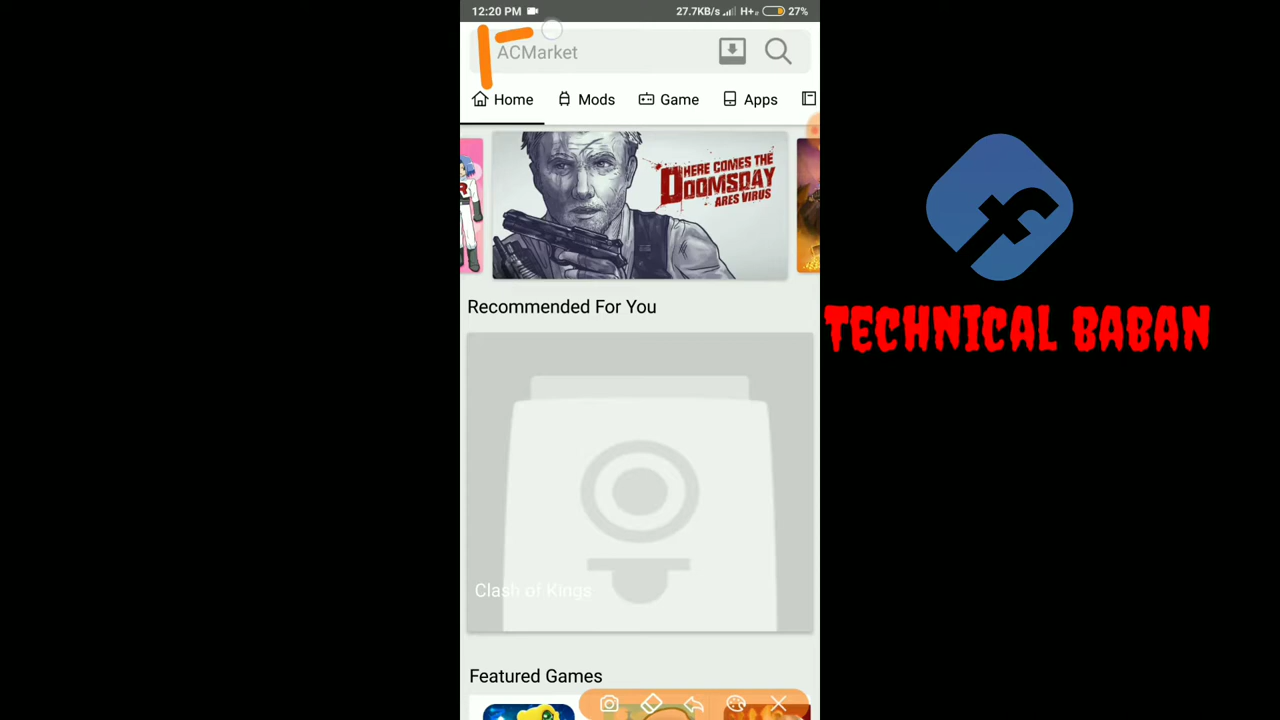 12:20 PM 27.7KB/s H+ 27%
ACMarket
Home Mods Game Apps
HERE COMES THE
DOOMSDAY
ARES VIRUS
R
Recommended For You
Clash of Kings
Featured Games
TECHNICAL BABAN